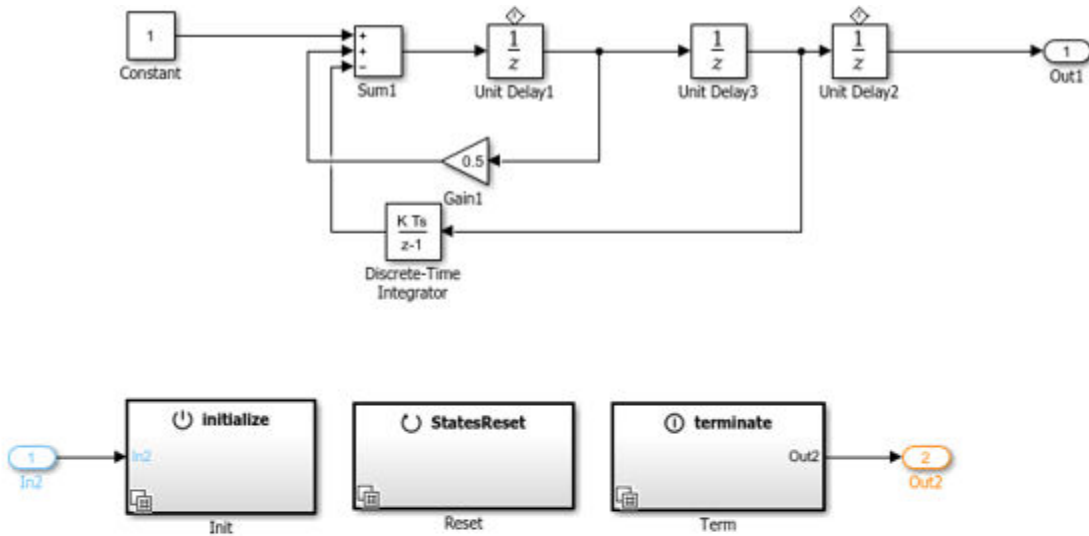 1
Constant
+
+
−
Sum1
1
z
Unit Delay1
1
z
Unit Delay3
1
z
Unit Delay2
1
Out1
0.5
Gain1
K Ts
z-1
Discrete-Time
Integrator
initialize
StatesReset
terminate
1
In2
In2
Out2
2
Out2
Init
Reset
Term